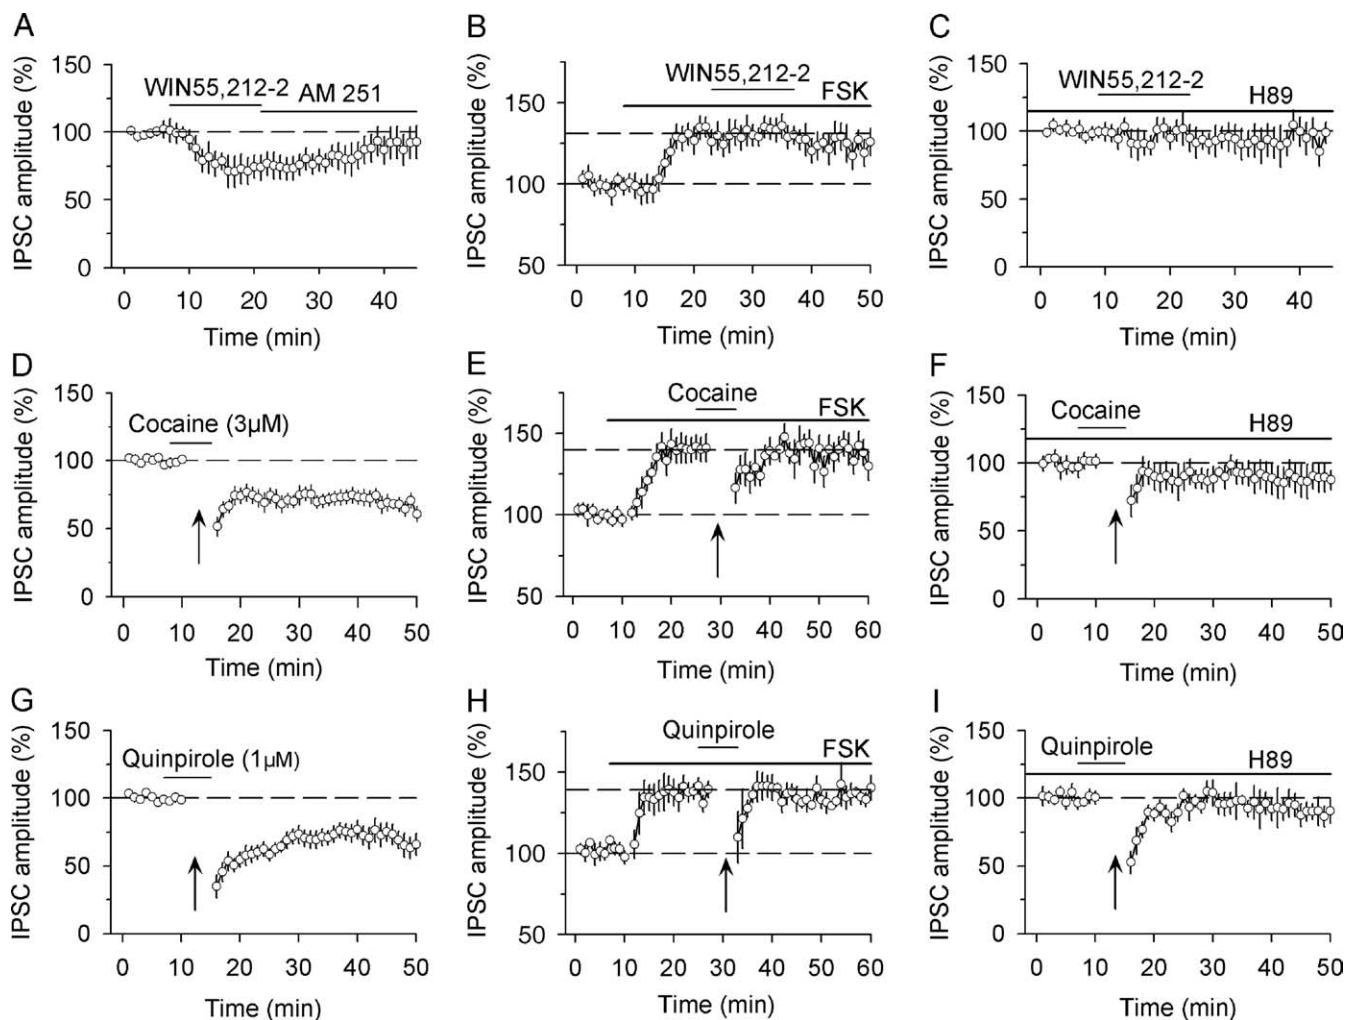 A
IPSC amplitude (%)
150
100
50
0
WIN55,212-2
AM 251
0 10 20 30 40
Time (min)
B
IPSC amplitude (%)
150
100
50
WIN55,212-2
FSK
0 10 20 30 40 50
Time (min)
C
IPSC amplitude (%)
150
100
50
0
WIN55,212-2
H89
0 10 20 30 40
Time (min)
D
IPSC amplitude (%)
150
100
50
0
Cocaine (3µM)
0 10 20 30 40 50
Time (min)
E
IPSC amplitude (%)
150
100
50
Cocaine
FSK
0 10 20 30 40 50 60
Time (min)
F
IPSC amplitude (%)
150
100
50
0
Cocaine
H89
0 10 20 30 40 50
Time (min)
G
IPSC amplitude (%)
150
100
50
0
Quinpirole (1µM)
0 10 20 30 40 50
Time (min)
H
IPSC amplitude (%)
150
100
50
Quinpirole
FSK
0 10 20 30 40 50 60
Time (min)
I
IPSC amplitude (%)
150
100
50
0
Quinpirole
H89
0 10 20 30 40 50
Time (min)